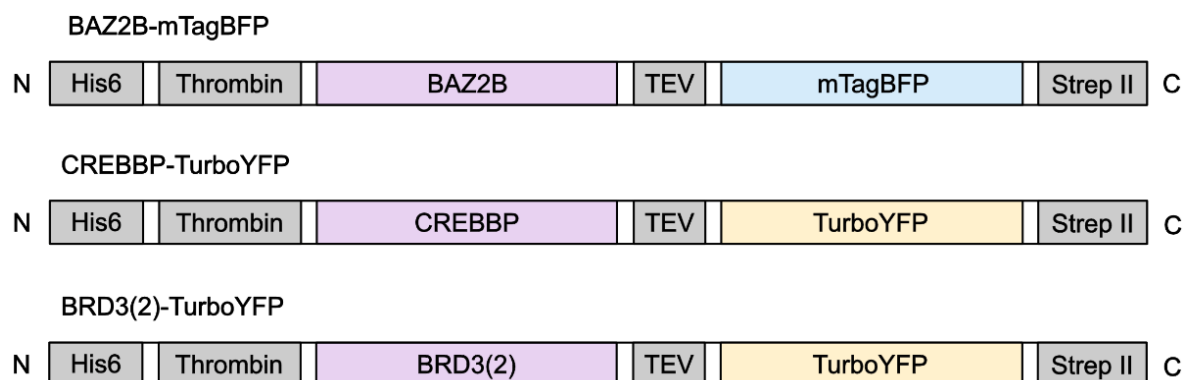 BAZ2B-mTagBFP
N His6 Thrombin BAZ2B TEV mTagBFP Strep II C
CREBBP-TurboYFP
N His6 Thrombin CREBBP TEV TurboYFP Strep II C
BRD3(2)-TurboYFP
N His6 Thrombin BRD3(2) TEV TurboYFP Strep II C